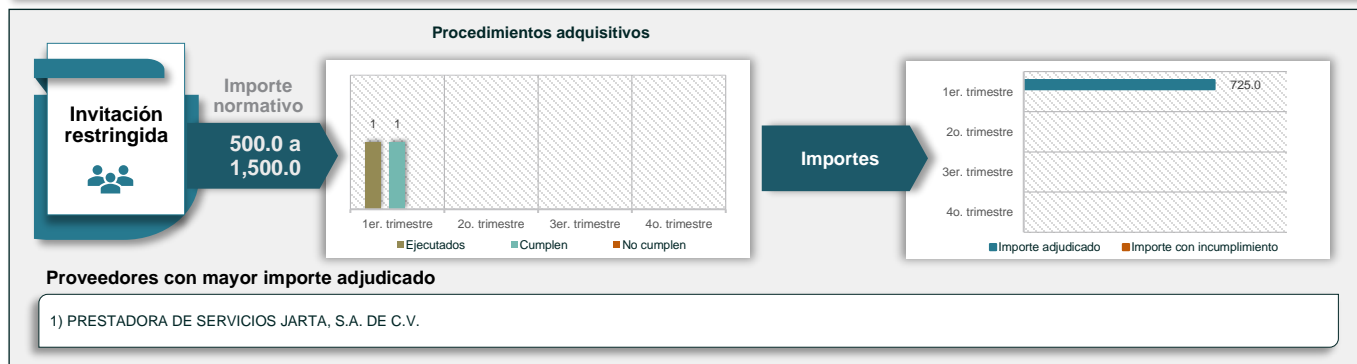 Procedimientos adquisitivos
Invitación
restringida
Importe
normativo
500.0 a
1,500.0
1
1
1er. trimestre
2o. trimestre
3er. trimestre
4o. trimestre
Ejecutados
Cumplen
No cumplen
Importes
1er. trimestre
725.0
2o. trimestre
3er. trimestre
4o. trimestre
Importe adjudicado
Importe con incumplimiento
Proveedores con mayor importe adjudicado
1) PRESTADORA DE SERVICIOS JARTA, S.A. DE C.V.